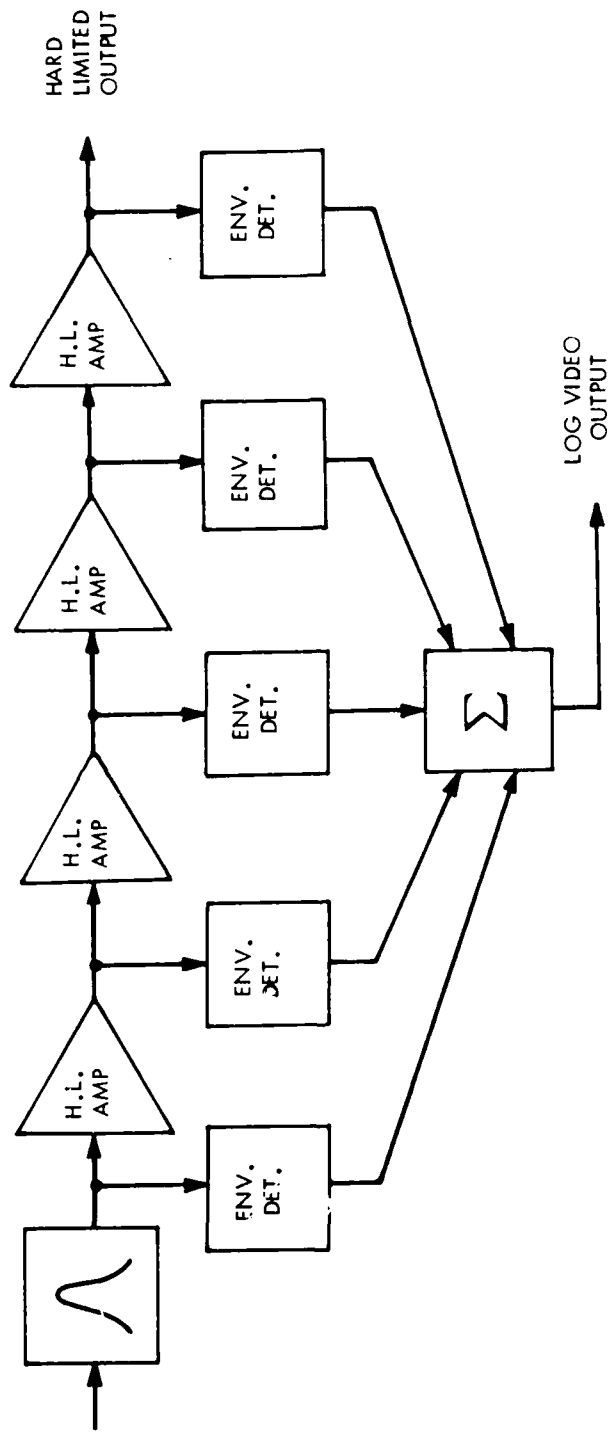 HARD
LIMITED
OUTPUT
H.L.
AMP
H.L.
AMP
H.L.
AMP
H.L.
AMP
ENV.
DET.
ENV.
DET.
ENV.
DET.
ENV.
DET.
ENV.
DET.
Σ
LOG VIDEO
OUTPUT